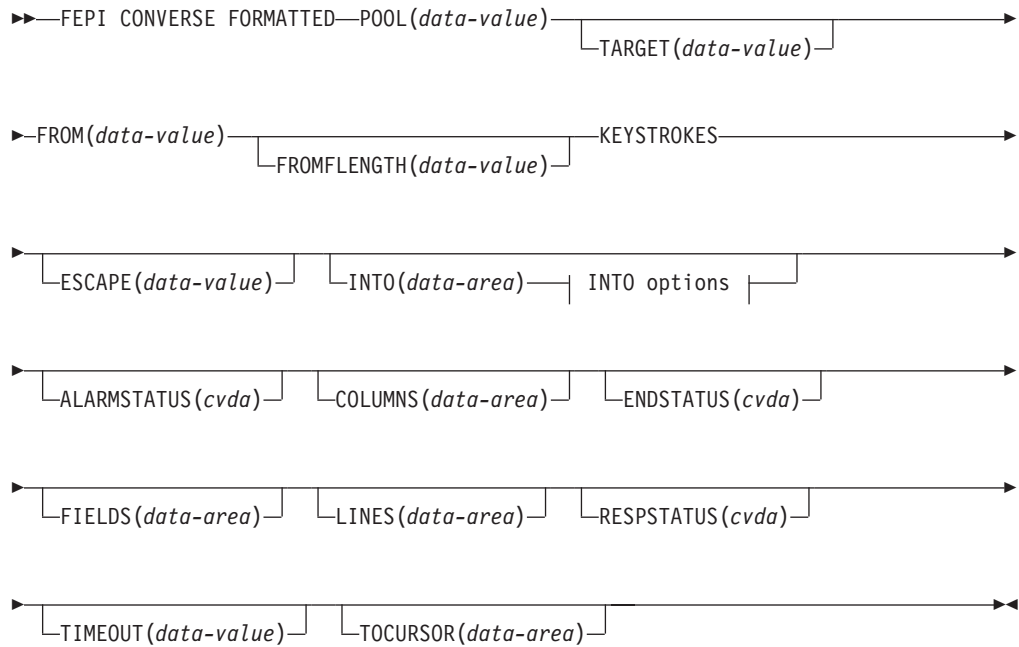 FEPI CONVERSE FORMATTED POOL(data-value)
TARGET(data-value)
FROM(data-value) KEYSTROKES
FROMFLENGTH(data-value)
ESCAPE(data-value) INTO(data-area) INTO options
ALARMSTATUS(cvda) COLUMNS(data-area) ENDSTATUS(cvda)
FIELDS(data-area) LINES(data-area) RESPSTATUS(cvda)
TIMEOUT(data-value) TOCURSOR(data-area)